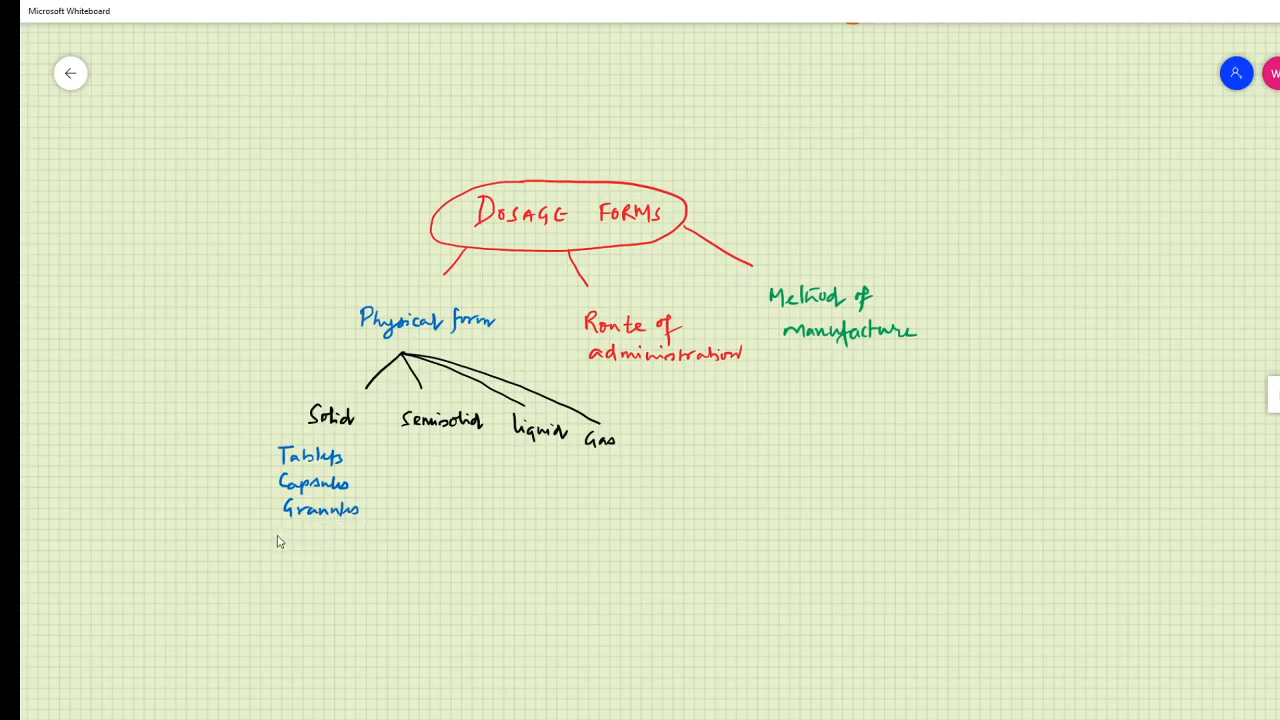 Microsoft Whiteboard
W
DOSAGE FORMS
Physical form
Route of
administration
Method of
manufacture
Solid
Semisolid
Liquid
Gas
Tablets
Capsules
Granules